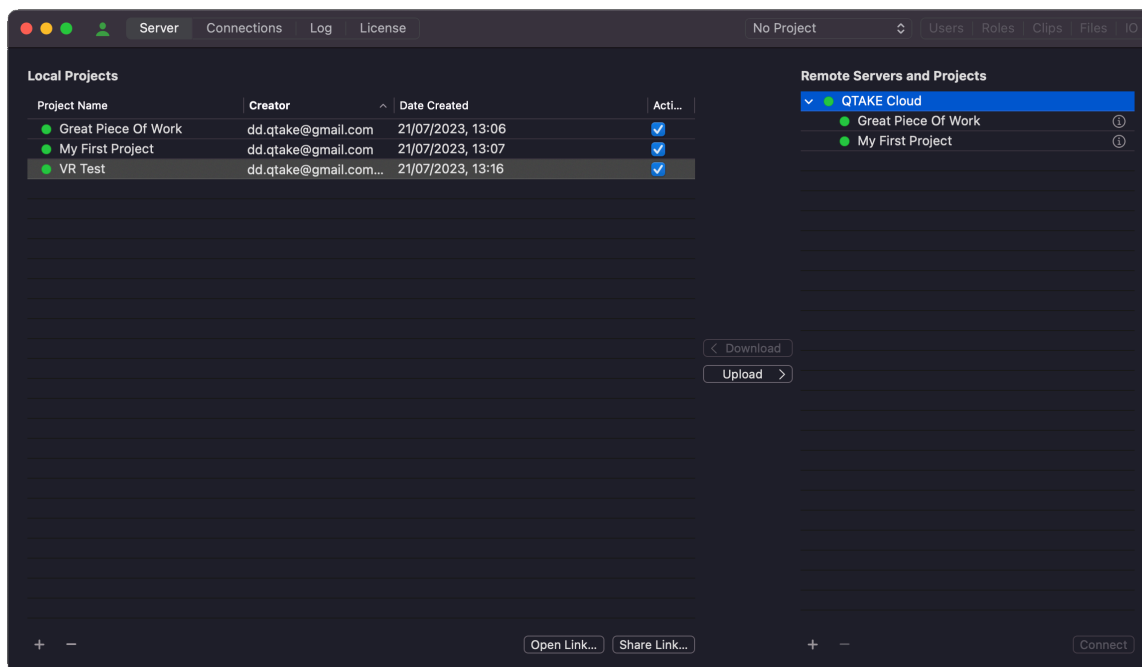 Server Connections Log License No Project Users Roles Clips Files IO
Local Projects
Project Name Creator Date Created Acti...
Great Piece Of Work dd.qtake@gmail.com 21/07/2023, 13:06
My First Project dd.qtake@gmail.com 21/07/2023, 13:07
VR Test dd.qtake@gmail.com... 21/07/2023, 13:16
Remote Servers and Projects
QTAKE Cloud
Great Piece Of Work
My First Project
< Download
Upload >
+ − Open Link... Share Link...
+ − Connect